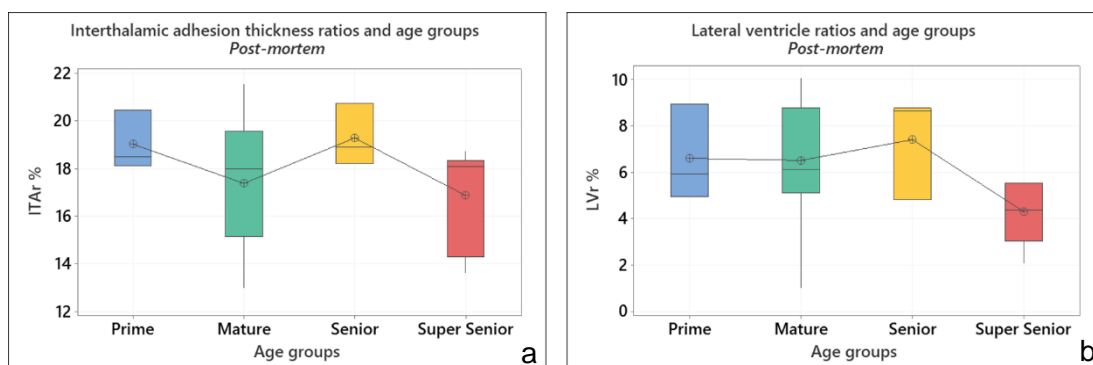 Interthalamic adhesion thickness ratios and age groups
Post-mortem
22
20
18
16
14
12
ITAr %
Prime Mature Senior Super Senior
Age groups
a
Lateral ventricle ratios and age groups
Post-mortem
10
8
6
4
2
0
LVr %
Prime Mature Senior Super Senior
Age groups
b